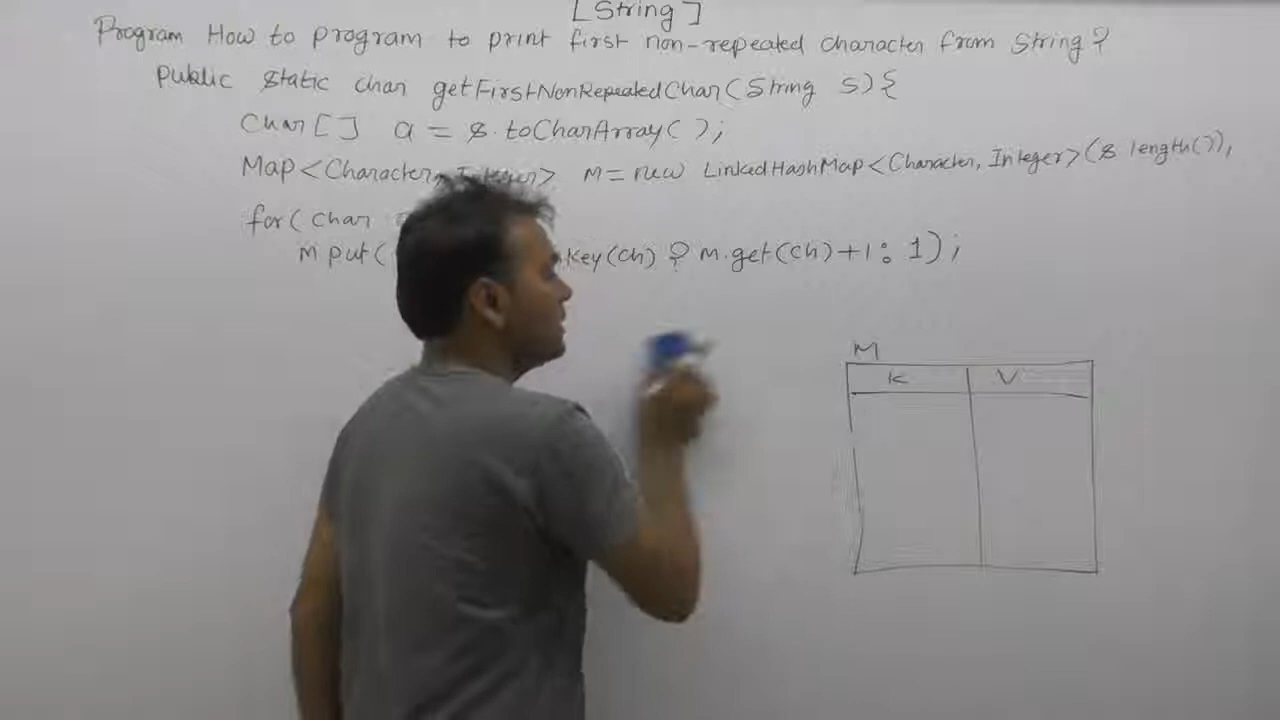 [String]
Program How to program to print first non-repeated character from String?
Public static char getFirstNonRepeatedChar(String s){
Char[] a = s.toCharArray();
Map<Character, Integer> m = new LinkedHashMap<Character, Integer>(s length());
for( char
m put( Key(ch) ? m.get(ch)+1 : 1);
M
K V